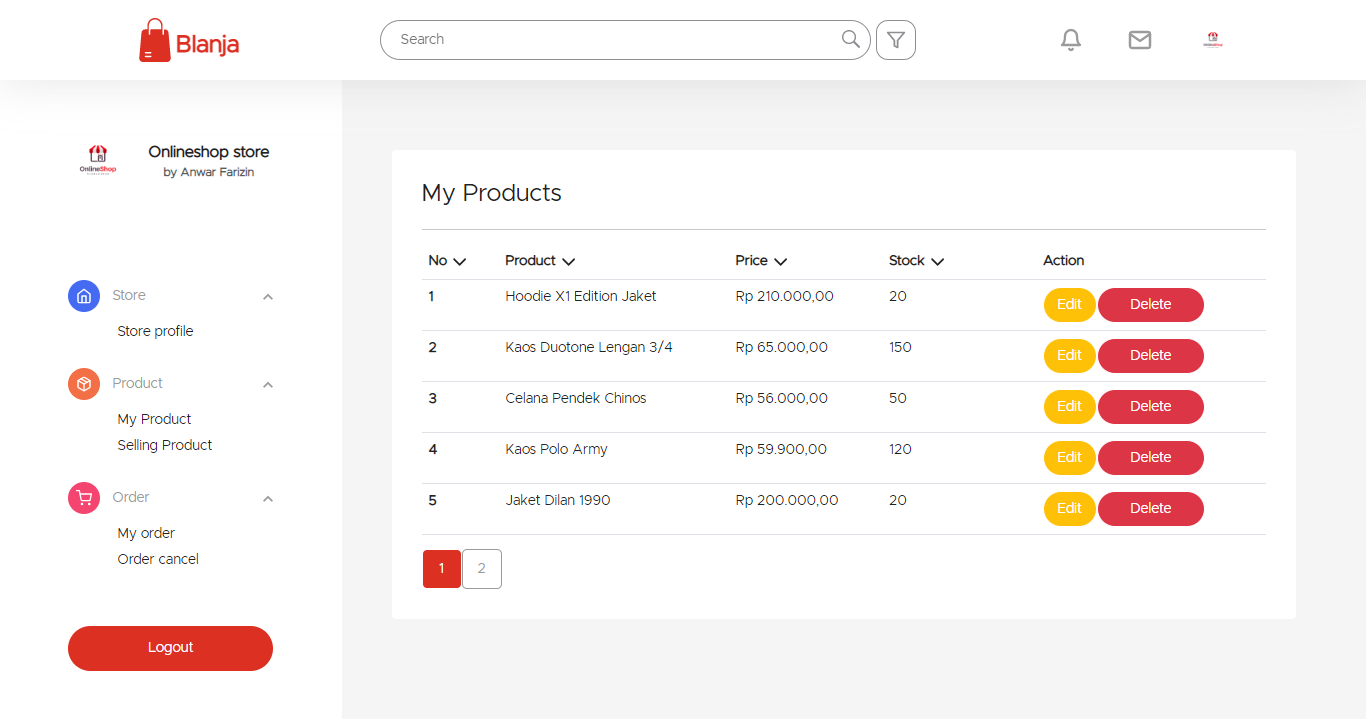 Blanja
Search
OnlineShop
Onlineshop store
by Anwar Farizin
Store
Store profile
Product
My Product
Selling Product
Order
My order
Order cancel
Logout
My Products
No Product Price Stock Action
1 Hoodie X1 Edition Jaket Rp 210.000,00 20 Edit Delete
2 Kaos Duotone Lengan 3/4 Rp 65.000,00 150 Edit Delete
3 Celana Pendek Chinos Rp 56.000,00 50 Edit Delete
4 Kaos Polo Army Rp 59.900,00 120 Edit Delete
5 Jaket Dilan 1990 Rp 200.000,00 20 Edit Delete
1 2